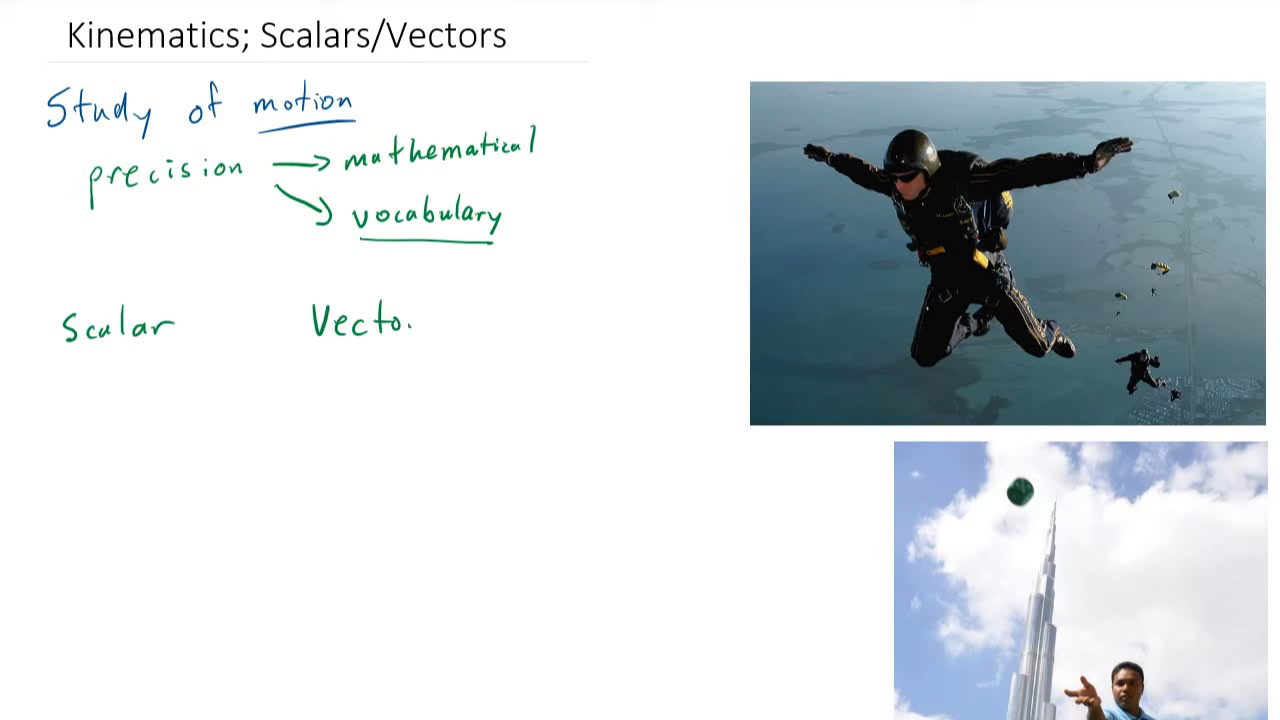 Kinematics; Scalars/Vectors
Study of motion
precision → mathematical
vocabulary
Scalar Vecto.